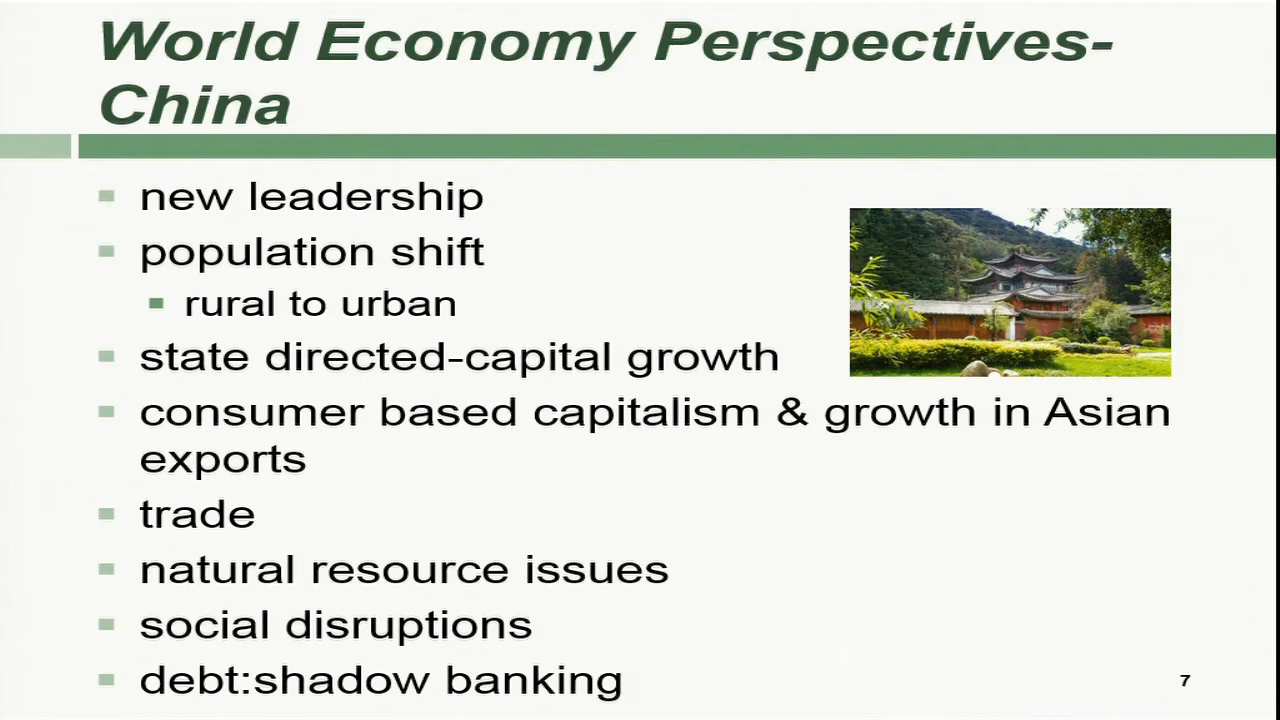 World Economy Perspectives-
China
new leadership
population shift
rural to urban
state directed-capital growth
consumer based capitalism & growth in Asian
exports
trade
natural resource issues
social disruptions
debt:shadow banking
7